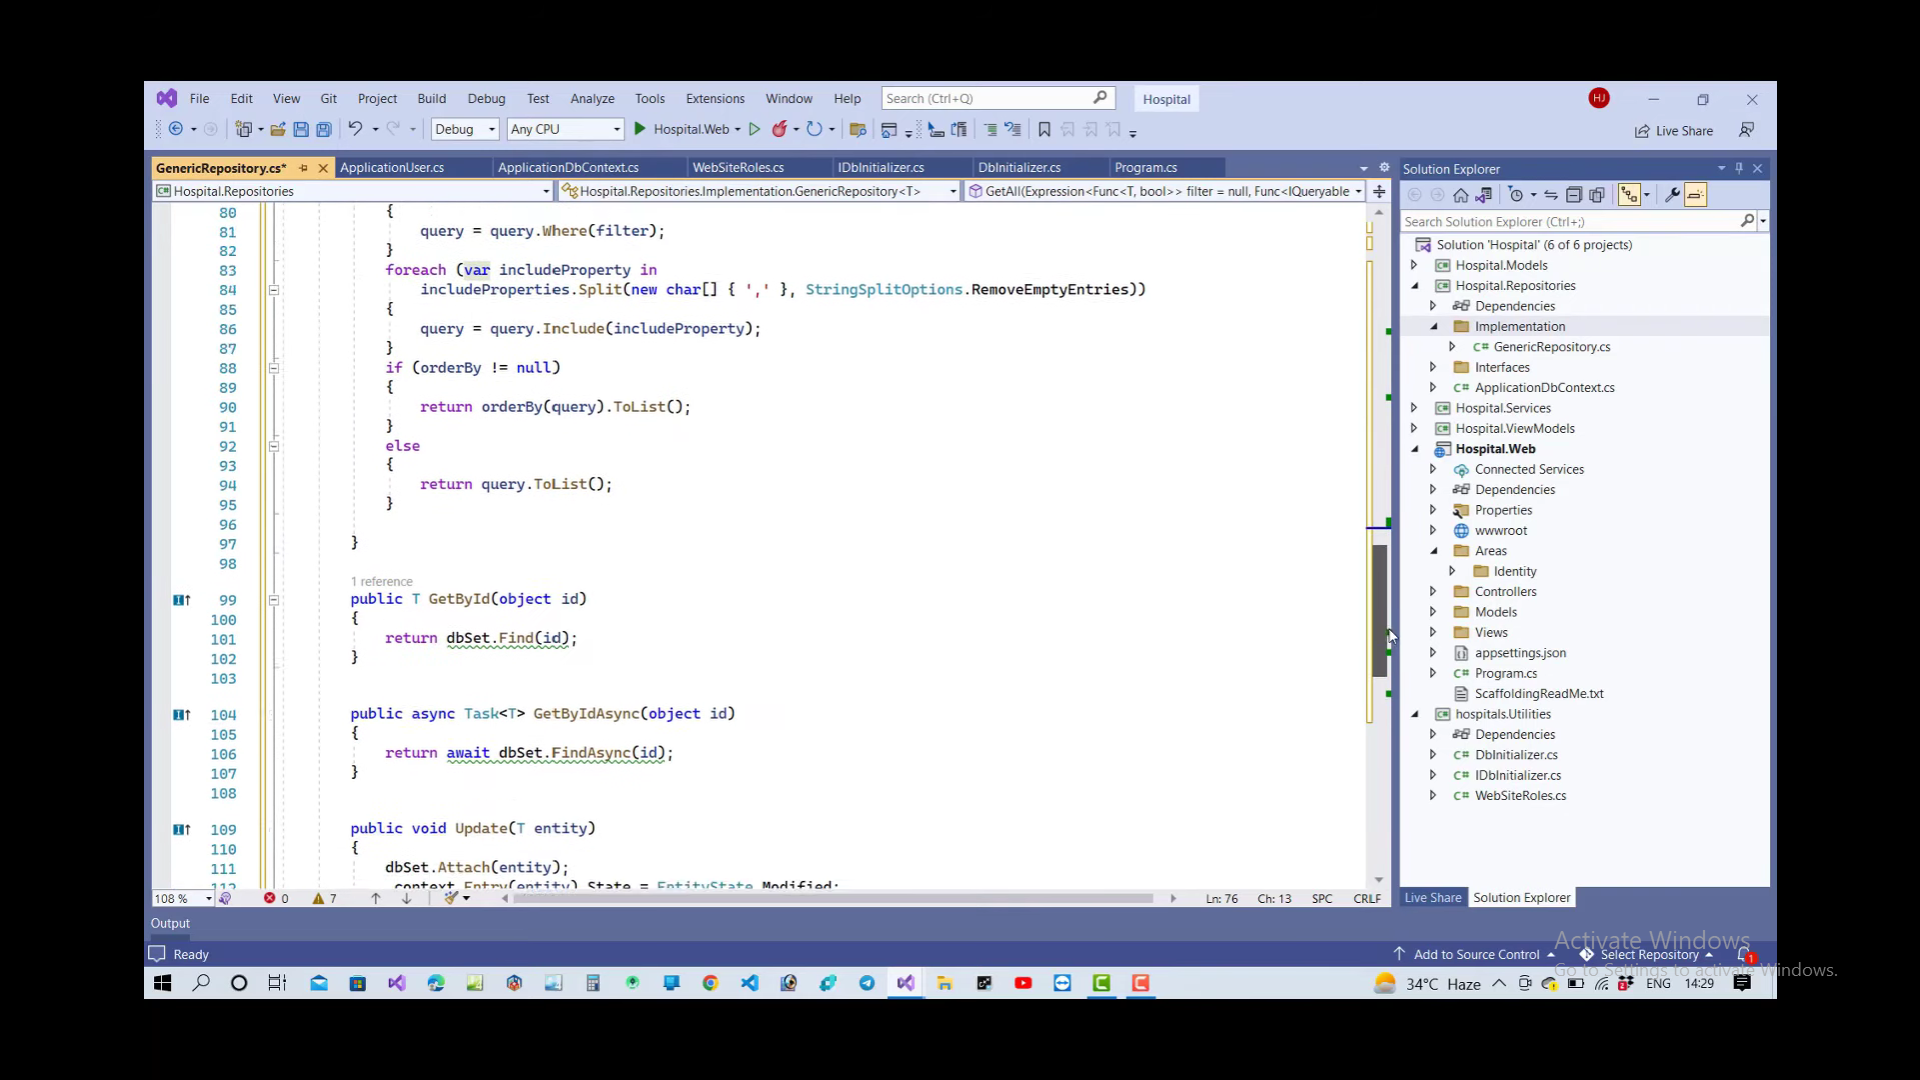 File Edit View Git Project Build Debug Test Analyze Tools Extensions Window Help Search (Ctrl+Q) Hospital HJ
Debug Any CPU Hospital.Web Live Share
GenericRepository.cs* ApplicationUser.cs ApplicationDbContext.cs WebSiteRoles.cs IDbInitializer.cs DbInitializer.cs Program.cs
Hospital.Repositories Hospital.Repositories.Implementation.GenericRepository<T> GetAll(Expression<Func<T, bool>> filter = null, Func<IQueryable
80 {
81 query = query.Where(filter);
82 }
83 foreach (var includeProperty in
84 includeProperties.Split(new char[] { ',' }, StringSplitOptions.RemoveEmptyEntries))
85 {
86 query = query.Include(includeProperty);
87 }
88 if (orderBy != null)
89 {
90 return orderBy(query).ToList();
91 }
92 else
93 {
94 return query.ToList();
95 }
96
97 }
98
1 reference
99 public T GetById(object id)
100 {
101 return dbSet.Find(id);
102 }
103
104 public async Task<T> GetByIdAsync(object id)
105 {
106 return await dbSet.FindAsync(id);
107 }
108
109 public void Update(T entity)
110 {
111 dbSet.Attach(entity);
112 _context.Entry(entity).State = EntityState.Modified;
108 % 0 7 Ln: 76 Ch: 13 SPC CRLF
Solution Explorer
Search Solution Explorer (Ctrl+;)
Solution 'Hospital' (6 of 6 projects)
Hospital.Models
Hospital.Repositories
Dependencies
Implementation
GenericRepository.cs
Interfaces
ApplicationDbContext.cs
Hospital.Services
Hospital.ViewModels
Hospital.Web
Connected Services
Dependencies
Properties
wwwroot
Areas
Identity
Controllers
Models
Views
appsettings.json
Program.cs
ScaffoldingReadMe.txt
hospitals.Utilities
Dependencies
DbInitializer.cs
IDbInitializer.cs
WebSiteRoles.cs
Live Share Solution Explorer
Output
Activate Windows
Go to Settings to activate Windows.
Ready Add to Source Control Select Repository 1
34°C Haze ENG 14:29